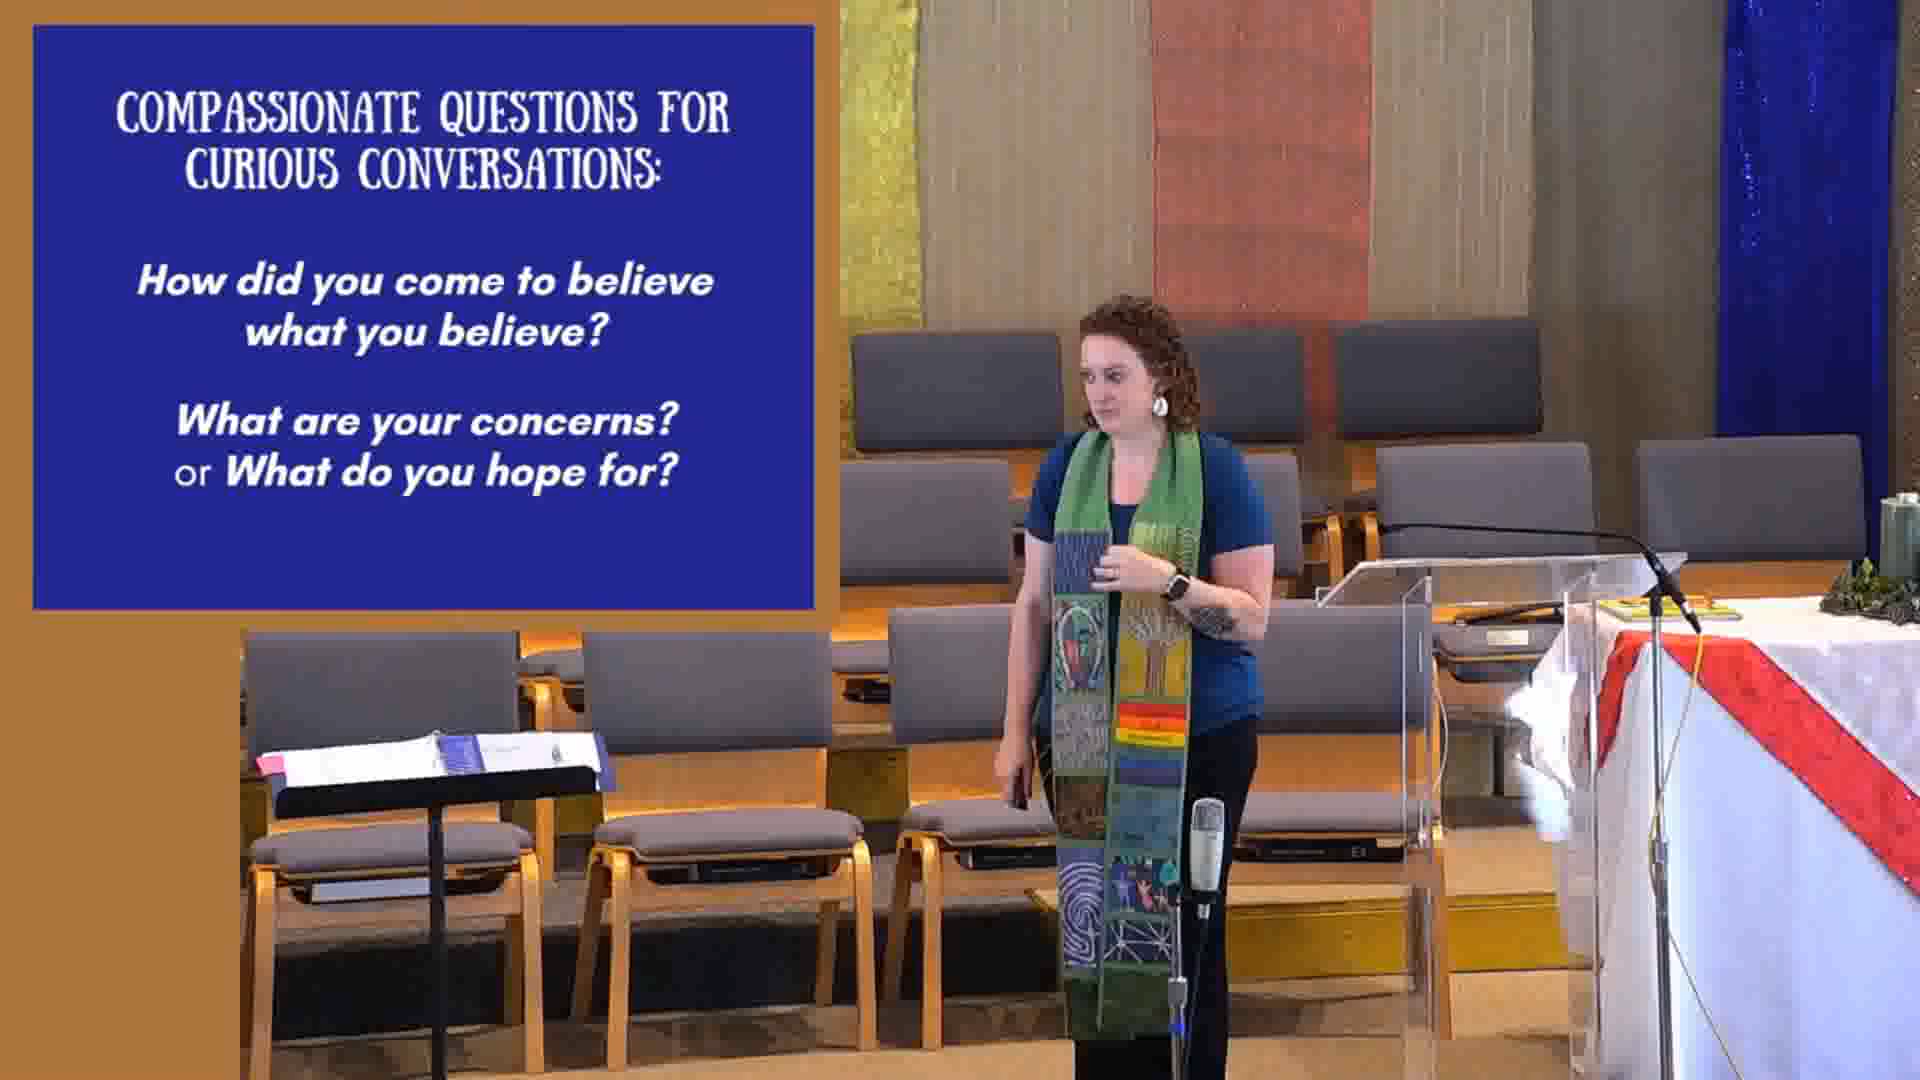 COMPASSIONATE QUESTIONS FOR
CURIOUS CONVERSATIONS:
How did you come to believe
what you believe?
What are your concerns?
or What do you hope for?